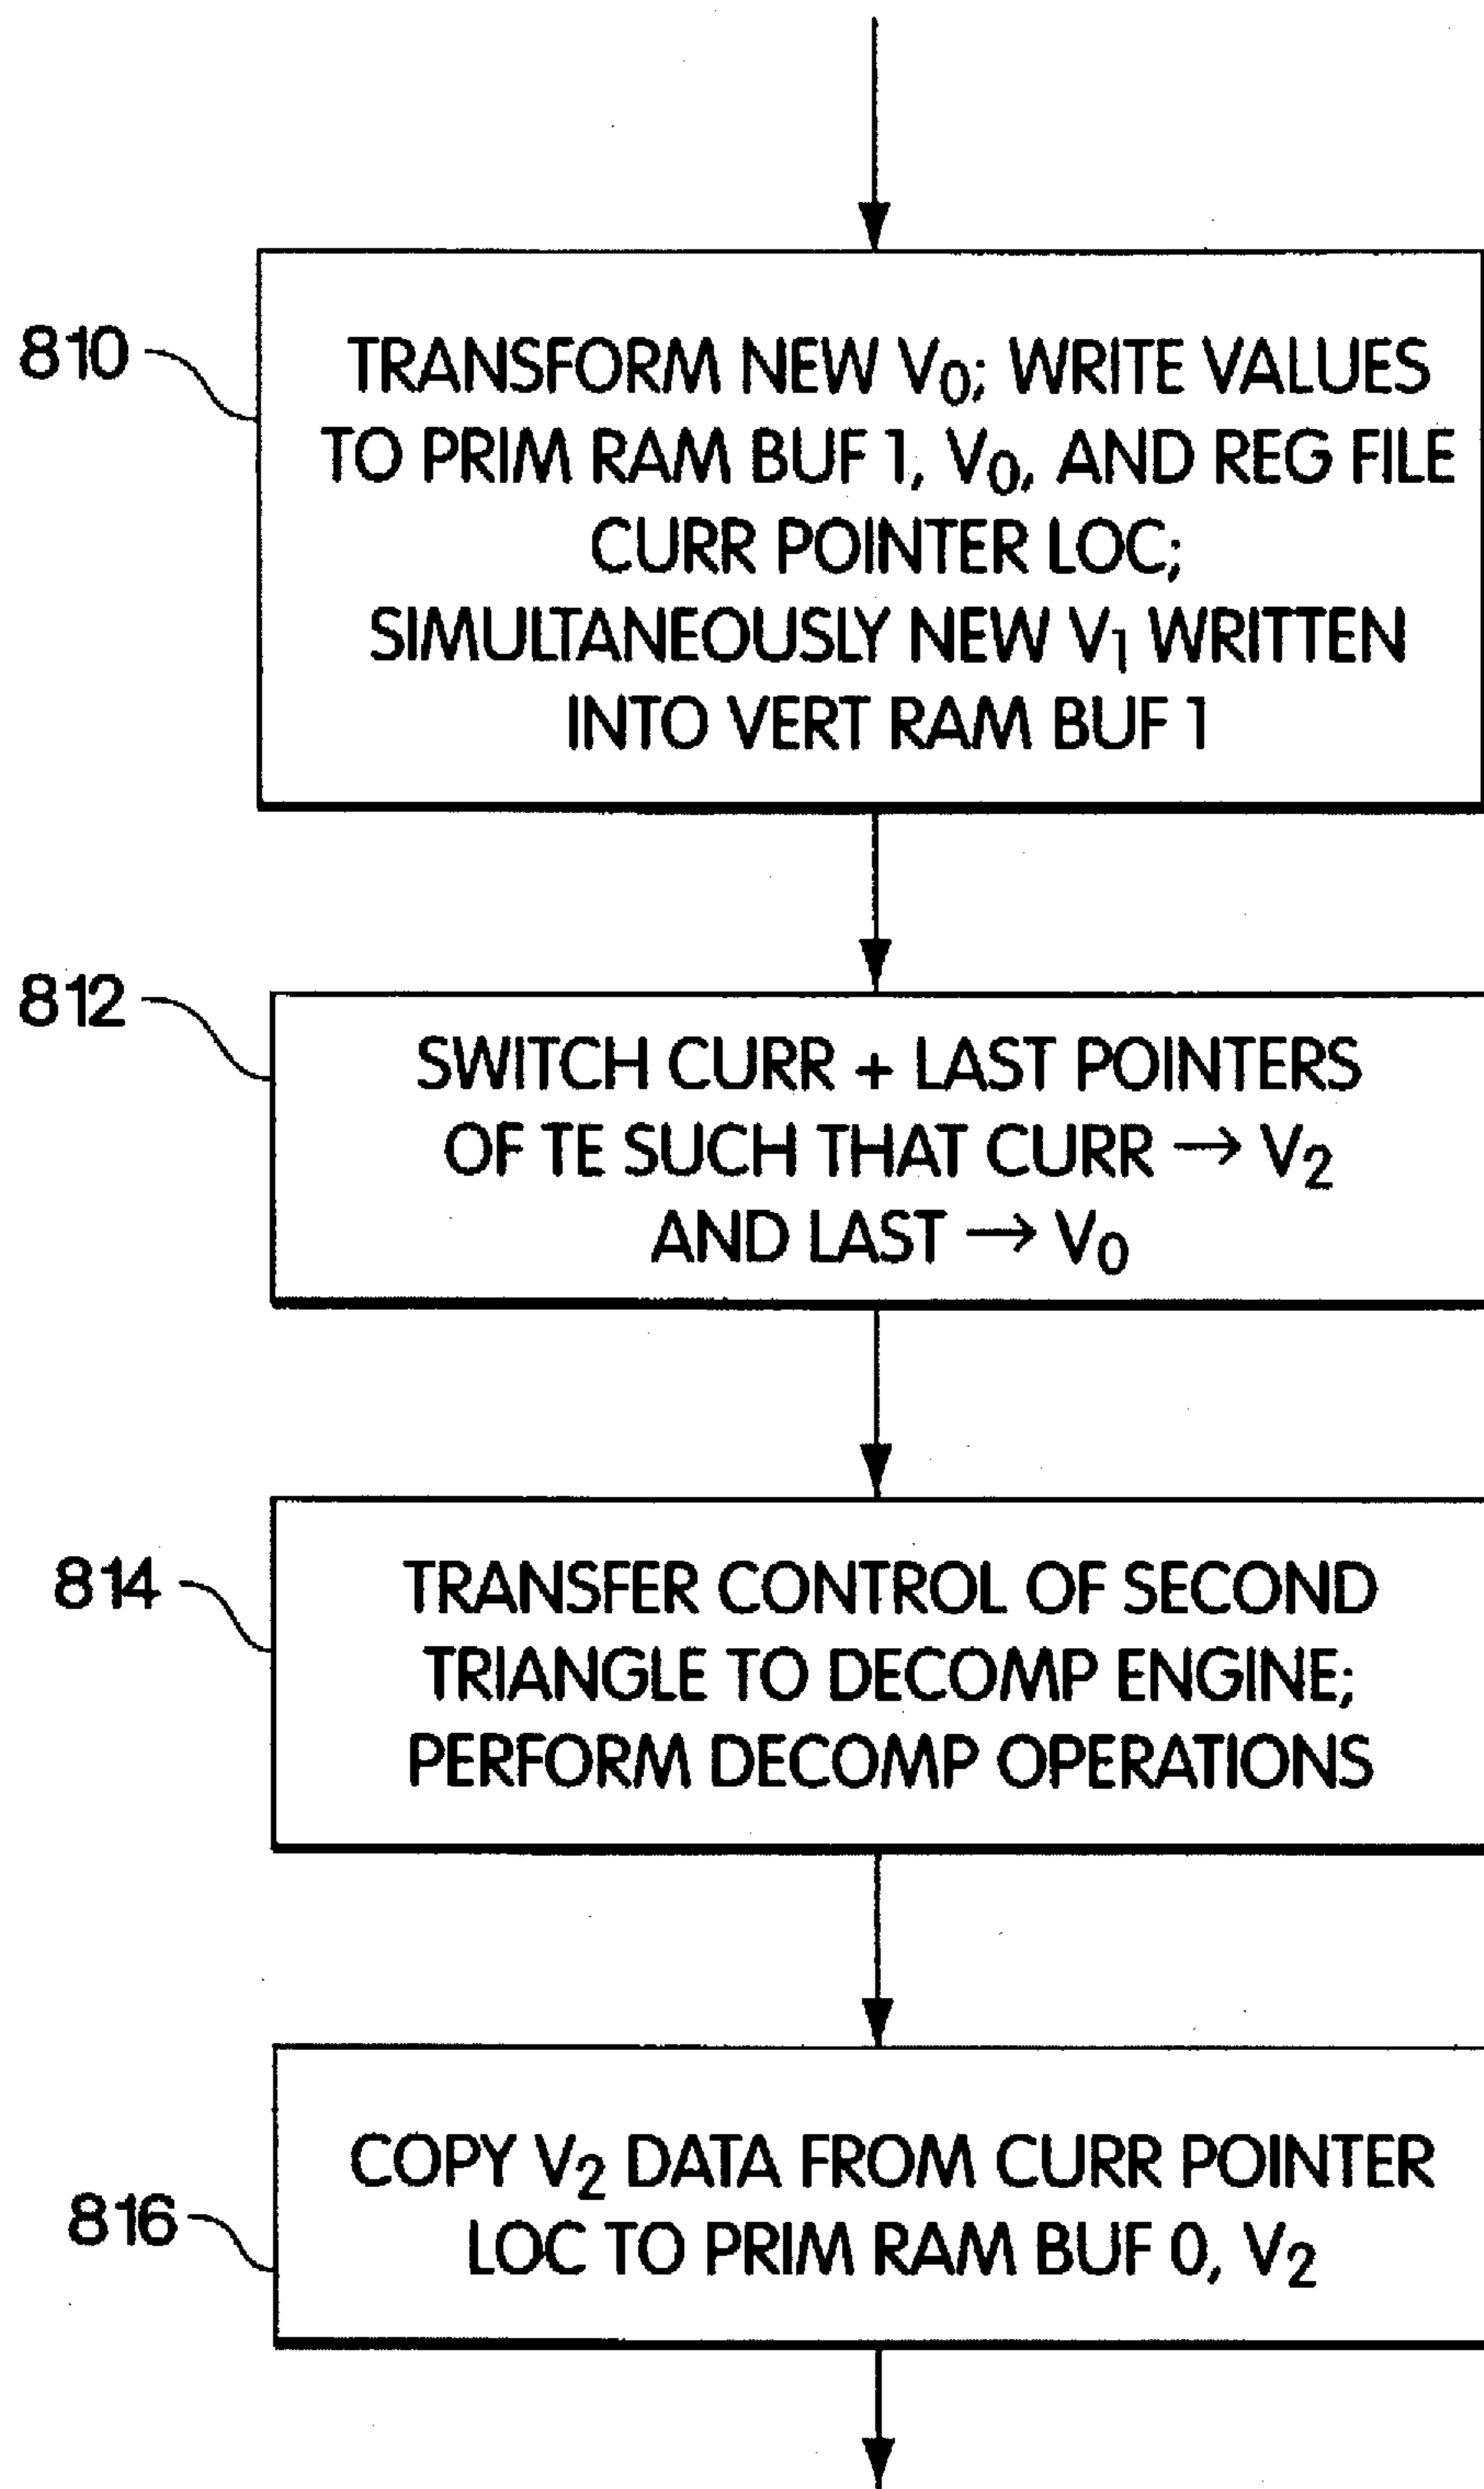 810
TRANSFORM NEW V₀; WRITE VALUES
TO PRIM RAM BUF 1, V₀, AND REG FILE
CURR POINTER LOC;
SIMULTANEOUSLY NEW V₁ WRITTEN
INTO VERT RAM BUF 1
812
SWITCH CURR + LAST POINTERS
OF TE SUCH THAT CURR → V₂
AND LAST → V₀
814
TRANSFER CONTROL OF SECOND
TRIANGLE TO DECOMP ENGINE;
PERFORM DECOMP OPERATIONS
816
COPY V₂ DATA FROM CURR POINTER
LOC TO PRIM RAM BUF 0, V₂